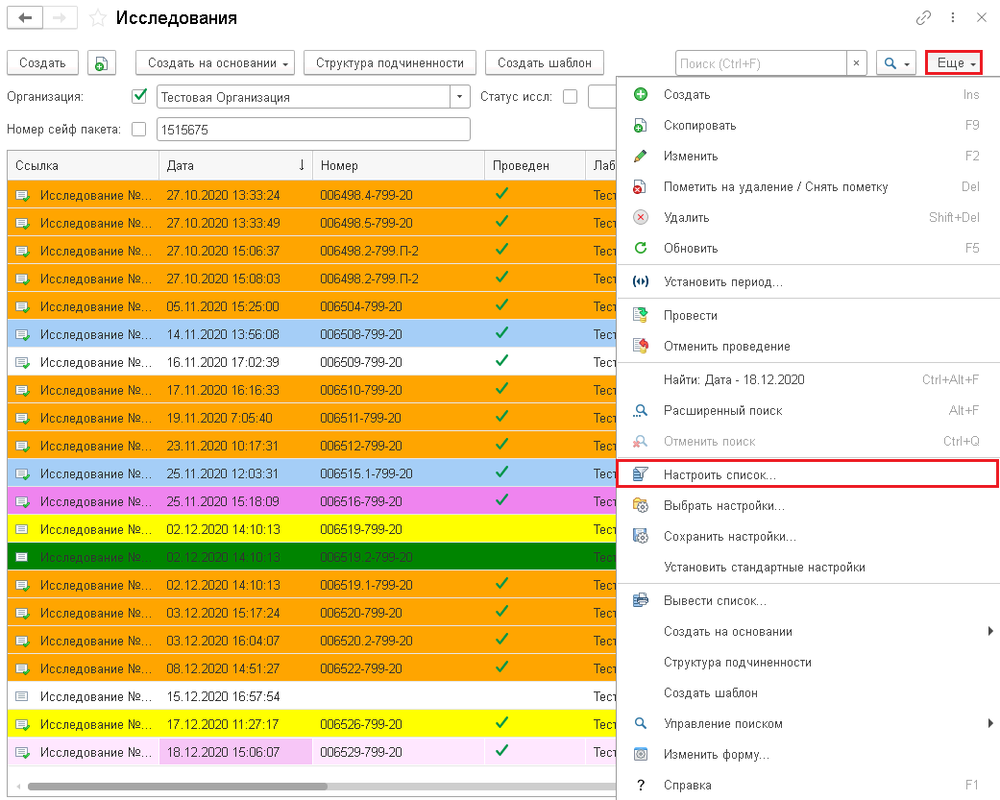 Исследования
Создать Создать на основании Структура подчиненности Создать шаблон Поиск (Ctrl+F) × Еще
Организация: Тестовая Организация Статус иссл:
Номер сейф пакета: 1515675
Ссылка Дата ↓ Номер Проведен Лаб
Исследование №... 27.10.2020 13:33:24 006498.4-799-20 Тест
Исследование №... 27.10.2020 13:33:49 006498.5-799-20 Тест
Исследование №... 27.10.2020 15:06:37 006498.2-799.П-2 Тест
Исследование №... 27.10.2020 15:08:03 006498.2-799.П-2 Тест
Исследование №... 05.11.2020 15:25:00 006504-799-20 Тест
Исследование №... 14.11.2020 13:56:08 006508-799-20 Тест
Исследование №... 16.11.2020 17:02:39 006509-799-20 Тест
Исследование №... 17.11.2020 16:16:33 006510-799-20 Тест
Исследование №... 19.11.2020 7:05:40 006511-799-20 Тест
Исследование №... 23.11.2020 10:17:31 006512-799-20 Тест
Исследование №... 25.11.2020 12:03:31 006515.1-799-20 Тест
Исследование №... 25.11.2020 15:18:09 006516-799-20 Тест
Исследование №... 02.12.2020 14:10:13 006519-799-20 Тест
Исследование №... 02.12.2020 14:10:13 006519.2-799-20 Тест
Исследование №... 02.12.2020 14:10:13 006519.1-799-20 Тест
Исследование №... 03.12.2020 15:17:24 006520-799-20 Тест
Исследование №... 03.12.2020 16:04:07 006520.2-799-20 Тест
Исследование №... 08.12.2020 14:51:27 006522-799-20 Тест
Исследование №... 15.12.2020 16:57:54 Тест
Исследование №... 17.12.2020 11:27:17 006526-799-20 Тест
Исследование №... 18.12.2020 15:06:07 006529-799-20 Тест
Создать Ins
Скопировать F9
Изменить F2
Пометить на удаление / Снять пометку Del
Удалить Shift+Del
Обновить F5
Установить период...
Провести
Отменить проведение
Найти: Дата - 18.12.2020 Ctrl+Alt+F
Расширенный поиск Alt+F
Отменить поиск Ctrl+Q
Настроить список...
Выбрать настройки...
Сохранить настройки...
Установить стандартные настройки
Вывести список...
Создать на основании
Структура подчиненности
Создать шаблон
Управление поиском
Изменить форму...
? Справка F1